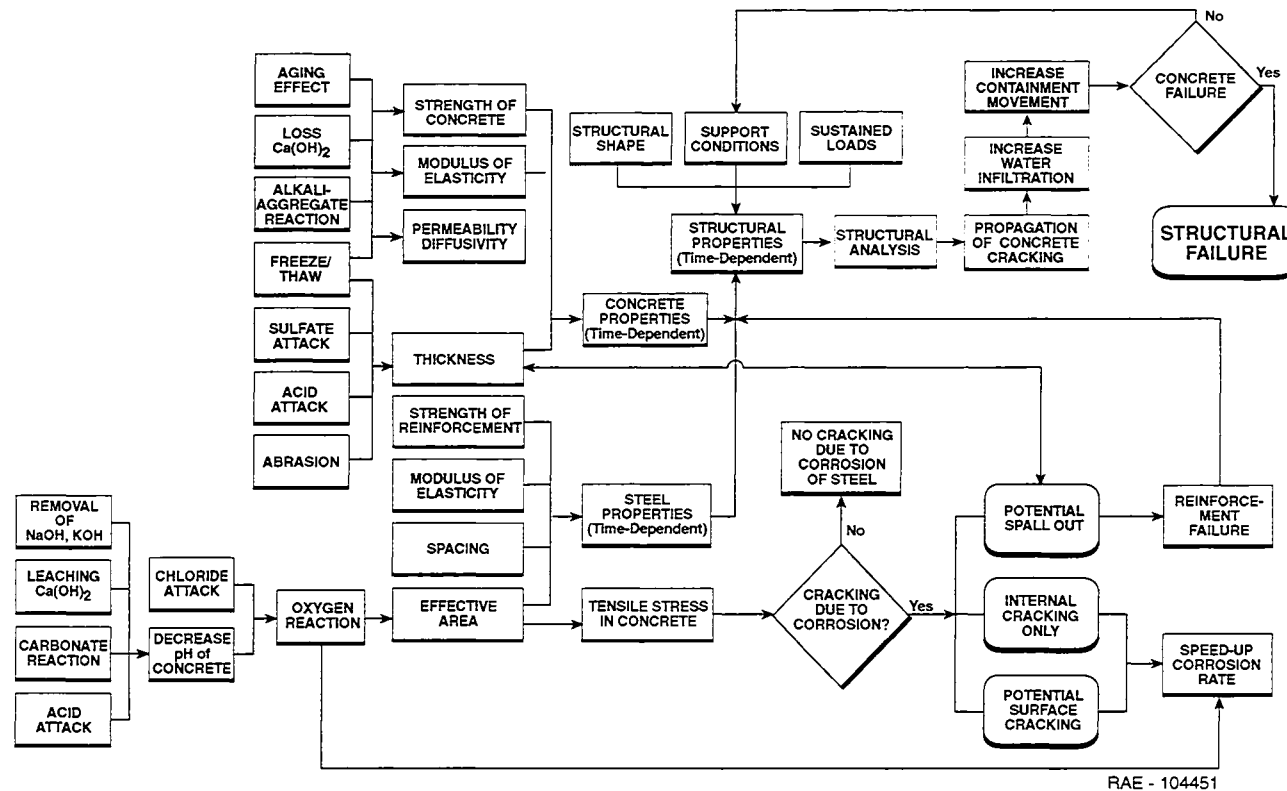 No
Yes
CONCRETE
FAILURE
INCREASE
CONTAINMENT
MOVEMENT
AGING
EFFECT
STRENGTH OF
CONCRETE
LOSS
Ca(OH)2
STRUCTURAL
SHAPE
SUPPORT
CONDITIONS
SUSTAINED
LOADS
INCREASE
WATER
INFILTRATION
MODULUS OF
ELASTICITY
ALKALI-
AGGREGATE
REACTION
PERMEABILITY
DIFFUSIVITY
STRUCTURAL
PROPERTIES
(Time-Dependent)
STRUCTURAL
ANALYSIS
PROPAGATION
OF CONCRETE
CRACKING
STRUCTURAL
FAILURE
FREEZE/
THAW
SULFATE
ATTACK
CONCRETE
PROPERTIES
(Time-Dependent)
THICKNESS
ACID
ATTACK
STRENGTH OF
REINFORCEMENT
ABRASION
NO CRACKING
DUE TO
CORROSION
OF STEEL
MODULUS OF
ELASTICITY
STEEL
PROPERTIES
(Time-Dependent)
POTENTIAL
SPALL OUT
REINFORCE-
MENT
FAILURE
REMOVAL
OF
NaOH, KOH
No
SPACING
LEACHING
Ca(OH)2
CHLORIDE
ATTACK
OXYGEN
REACTION
EFFECTIVE
AREA
TENSILE STRESS
IN CONCRETE
CRACKING
DUE TO
CORROSION?
Yes
INTERNAL
CRACKING
ONLY
CARBONATE
REACTION
DECREASE
pH of
CONCRETE
SPEED-UP
CORROSION
RATE
ACID
ATTACK
POTENTIAL
SURFACE
CRACKING
RAE - 104451